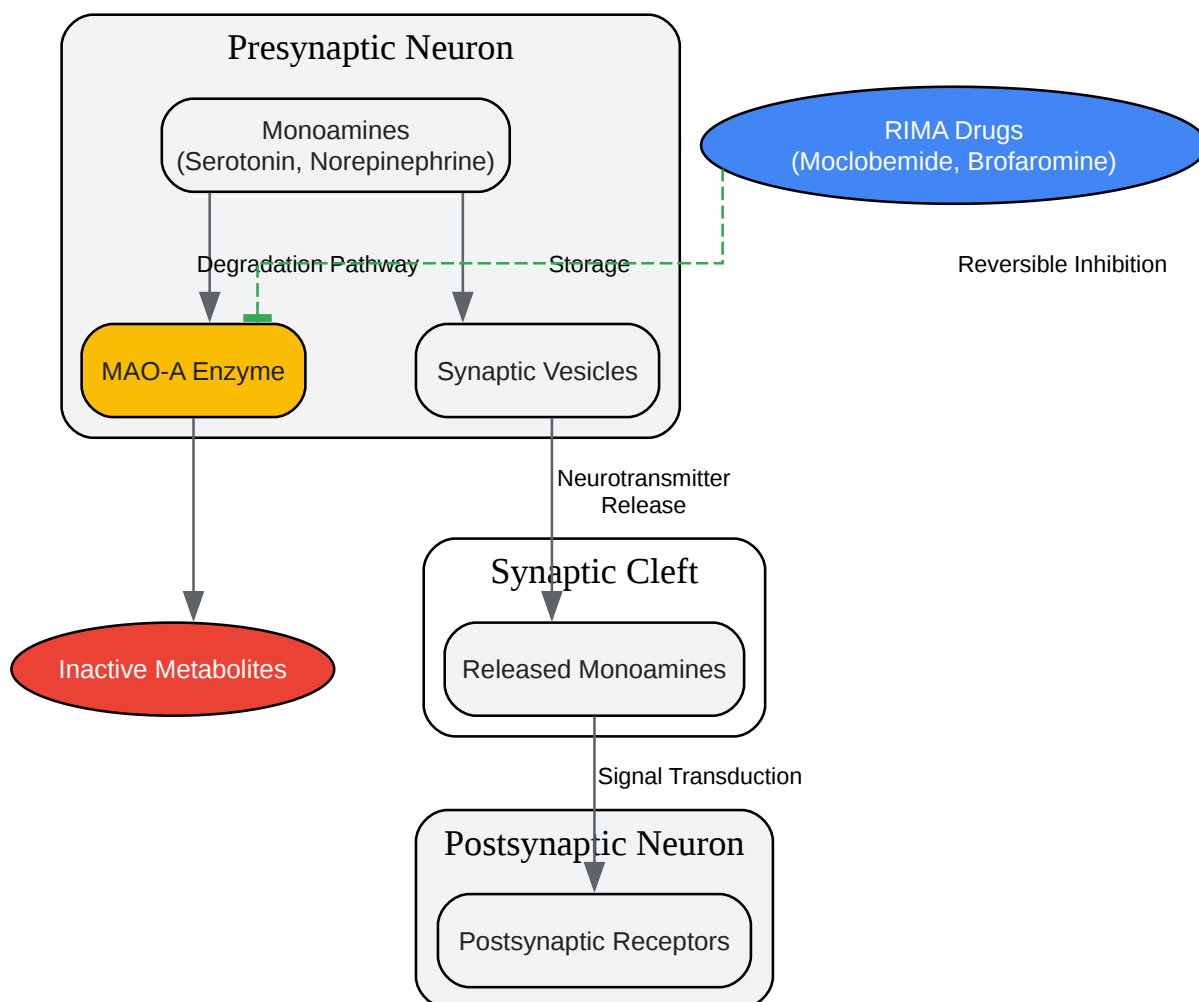 Presynaptic Neuron
Monoamines
(Serotonin, Norepinephrine)
RIMA Drugs
(Moclobemide, Brofaromine)
Degradation Pathway
Storage
Reversible Inhibition
MAO-A Enzyme
Synaptic Vesicles
Neurotransmitter
Release
Synaptic Cleft
Inactive Metabolites
Released Monoamines
Signal Transduction
Postsynaptic Neuron
Postsynaptic Receptors